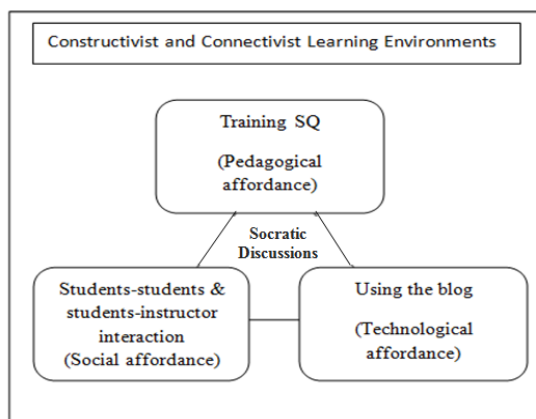 Constructivist and Connectivist Learning Environments
Training SQ
(Pedagogical
affordance)
Socratic
Discussions
Students-students &
students-instructor
interaction
(Social affordance)
Using the blog
(Technological
affordance)